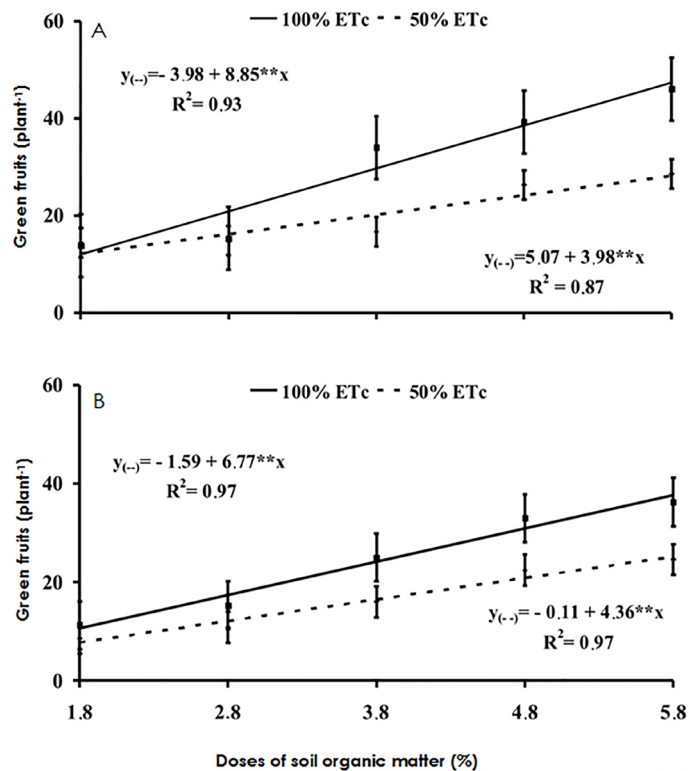 A
100% ETc 50% ETc
y(--)=- 3.98 + 8.85**x
R2= 0.93
y(- -)=5.07 + 3.98**x
R2 = 0.87
60
40
20
0
Green fruits (plant-1)
B
100% ETc 50% ETc
y(--)= - 1.59 + 6.77**x
R2= 0.97
y(--)= - 0.11 + 4.36**x
R2= 0.97
60
40
20
0
Green fruits (plant-1)
1.8 2.8 3.8 4.8 5.8
Doses of soil organic matter (%)